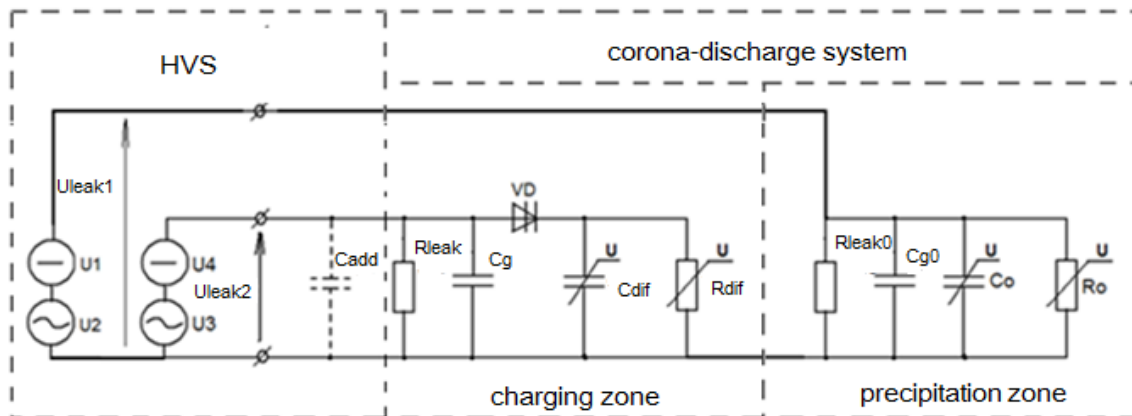 HVS
corona-discharge system
Uleak1
VD
U1
U4
Uleak2
Cadd
Rleak
Cg
U
Cdif
U
Rdif
Rleak0
Cg0
U
Co
U
Ro
U2
U3
charging zone
precipitation zone